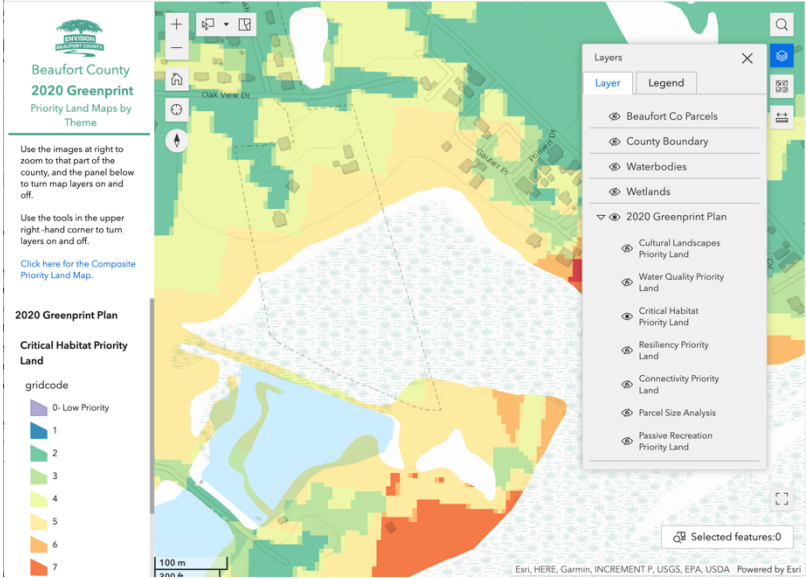 ENVISION
BEAUFORT COUNTY
Beaufort County
2020 Greenprint
Priority Land Maps by
Theme
Use the images at right to
zoom to that part of the
county, and the panel below
to turn map layers on and
off.
Use the tools in the upper
right -hand corner to turn
layers on and off.
Click here for the Composite
Priority Land Map.
2020 Greenprint Plan
Critical Habitat Priority
Land
gridcode
0- Low Priority
1
2
3
4
5
6
7
Oak View Dr
Gautier Pl
Layers
Layer Legend
Beaufort Co Parcels
County Boundary
Waterbodies
Wetlands
2020 Greenprint Plan
Cultural Landscapes
Priority Land
Water Quality Priority
Land
Critical Habitat
Priority Land
Resiliency Priority
Land
Connectivity Priority
Land
Parcel Size Analysis
Passive Recreation
Priority Land
Selected features:0
100 m
300 ft
Esri, HERE, Garmin, INCREMENT P, USGS, EPA, USDA Powered by Esri